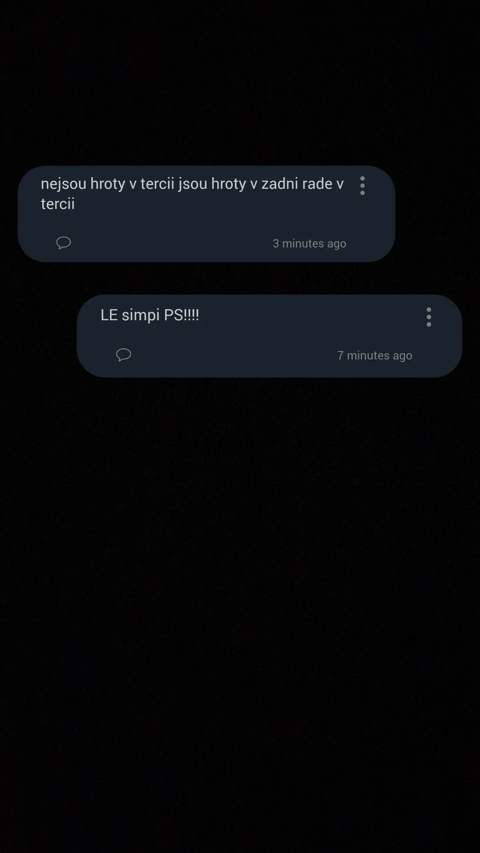 nejsou hroty v tercii jsou hroty v zadni rade v
tercii
3 minutes ago
LE simpi PS!!!!
7 minutes ago